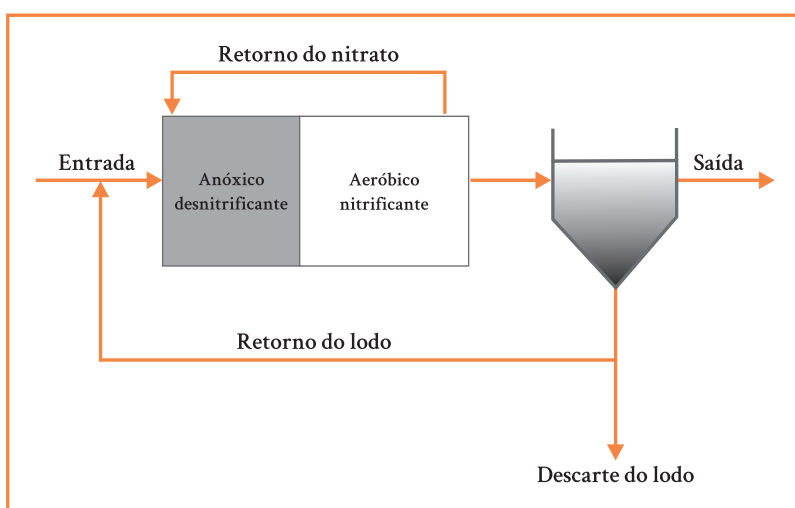 Retorno do nitrato
Entrada
Anóxico
desnitrificante
Aeróbico
nitrificante
Saída
Retorno do lodo
Descarte do lodo